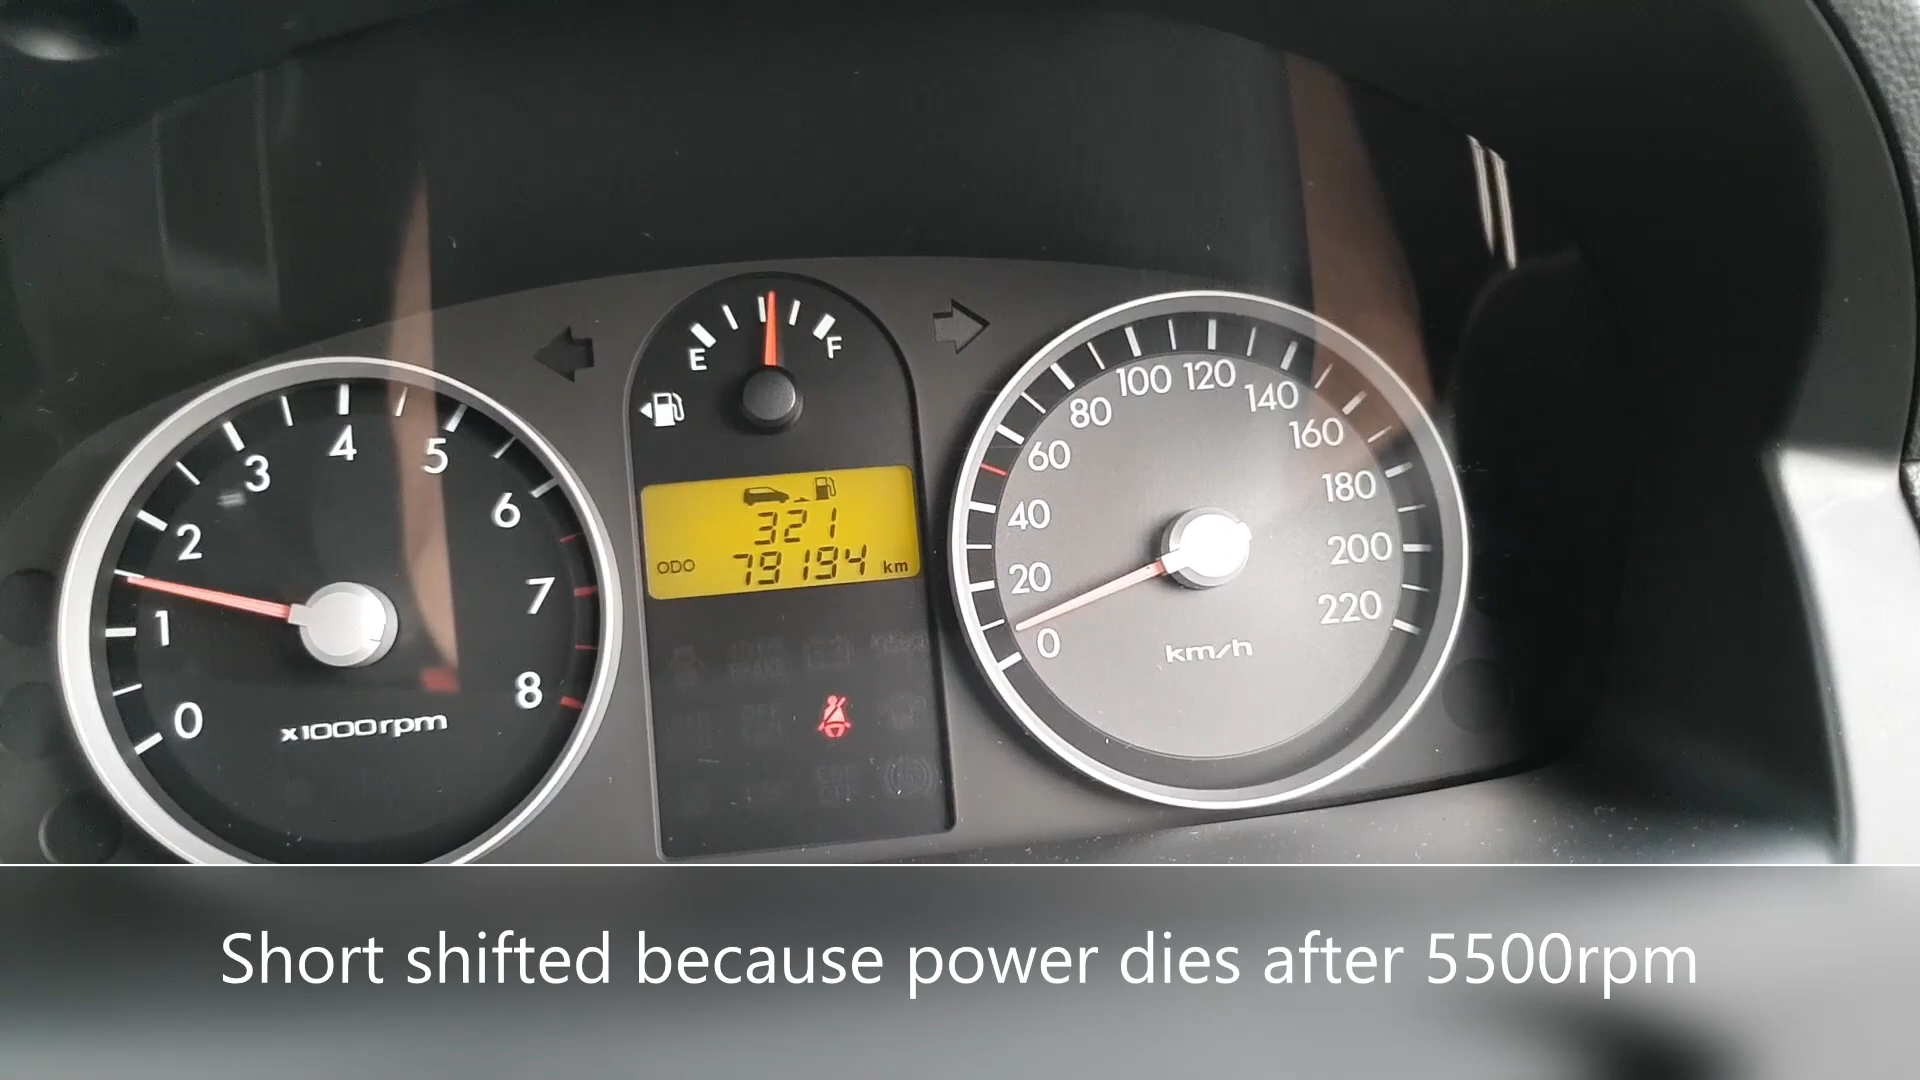 E F
0 1 2 3 4 5 6 7 8
x1000rpm
321
ODO 79194 km
0 20 40 60 80 100 120 140 160 180 200 220
km/h
Short shifted because power dies after 5500rpm